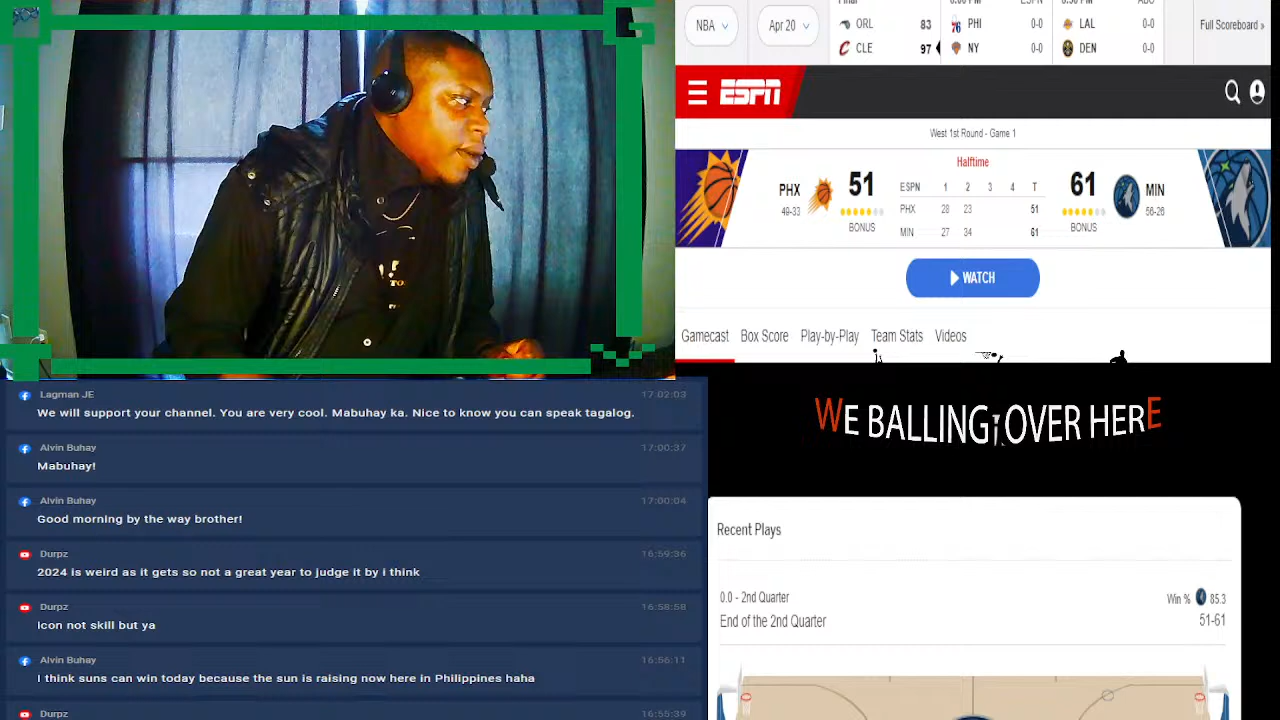 NBA
Apr 20
ORL 83
CLE 97
PHI 0-0
NY 0-0
LAL 0-0
DEN 0-0
Full Scoreboard »
ESPN
West 1st Round - Game 1
Halftime
PHX
49-33
51
BONUS
ESPN 1 2 3 4 T
PHX 28 23 51
MIN 27 34 61
61
BONUS
MIN
56-26
WATCH
Gamecast Box Score Play-by-Play Team Stats Videos
WE BALLING OVER HERE
Recent Plays
0.0 - 2nd Quarter
End of the 2nd Quarter
Win % 85.3
51-61
Lagman JE 17:02:03
We will support your channel. You are very cool. Mabuhay ka. Nice to know you can speak tagalog.
Alvin Buhay 17:00:37
Mabuhay!
Alvin Buhay 17:00:04
Good morning by the way brother!
Durpz 16:59:36
2024 is weird as it gets so not a great year to judge it by i think
Durpz 16:58:58
Icon not skill but ya
Alvin Buhay 16:56:11
I think suns can win today because the sun is raising now here in Philippines haha
Durpz 16:55:39